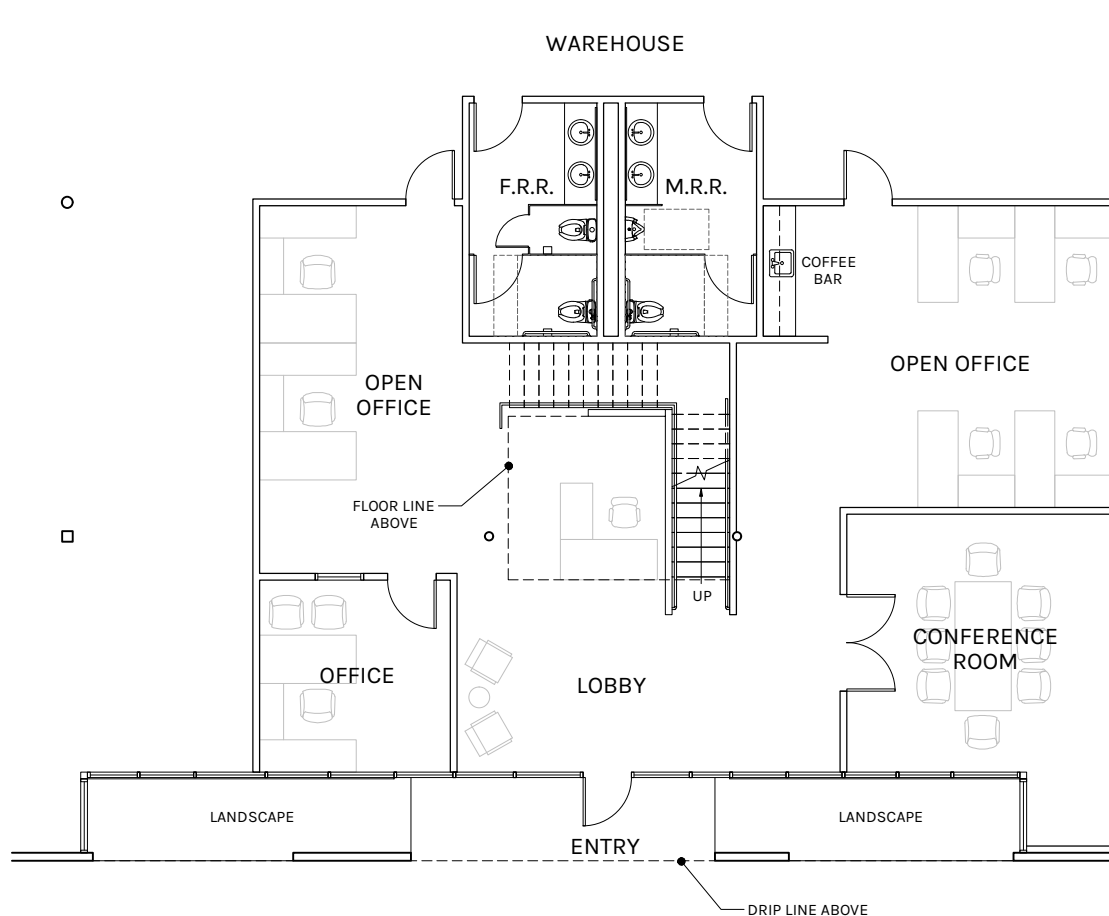 WAREHOUSE
F.R.R.
M.R.R.
COFFEE
BAR
OPEN OFFICE
OPEN
OFFICE
FLOOR LINE
ABOVE
UP
CONFERENCE
ROOM
OFFICE
LOBBY
LANDSCAPE
LANDSCAPE
ENTRY
DRIP LINE ABOVE